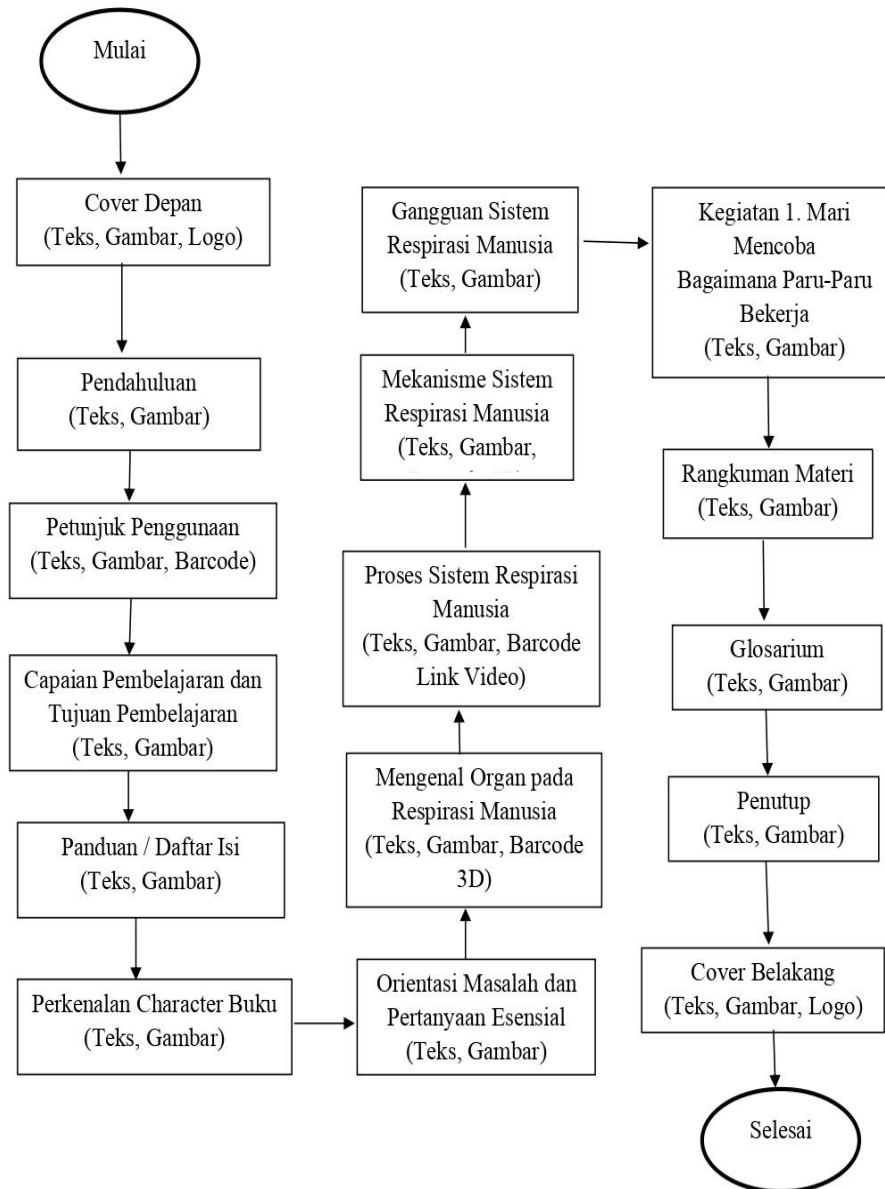 Mulai
Cover Depan
(Teks, Gambar, Logo)
Pendahuluan
(Teks, Gambar)
Petunjuk Penggunaan
(Teks, Gambar, Barcode)
Capaian Pembelajaran dan
Tujuan Pembelajaran
(Teks, Gambar)
Panduan / Daftar Isi
(Teks, Gambar)
Perkenalan Character Buku
(Teks, Gambar)
Orientasi Masalah dan
Pertanyaan Esensial
(Teks, Gambar)
Mengenal Organ pada
Respirasi Manusia
(Teks, Gambar, Barcode
3D)
Proses Sistem Respirasi
Manusia
(Teks, Gambar, Barcode
Link Video)
Mekanisme Sistem
Respirasi Manusia
(Teks, Gambar,
Gangguan Sistem
Respirasi Manusia
(Teks, Gambar)
Kegiatan 1. Mari
Mencoba
Bagaimana Paru-Paru
Bekerja
(Teks, Gambar)
Rangkuman Materi
(Teks, Gambar)
Glosarium
(Teks, Gambar)
Penutup
(Teks, Gambar)
Cover Belakang
(Teks, Gambar, Logo)
Selesai